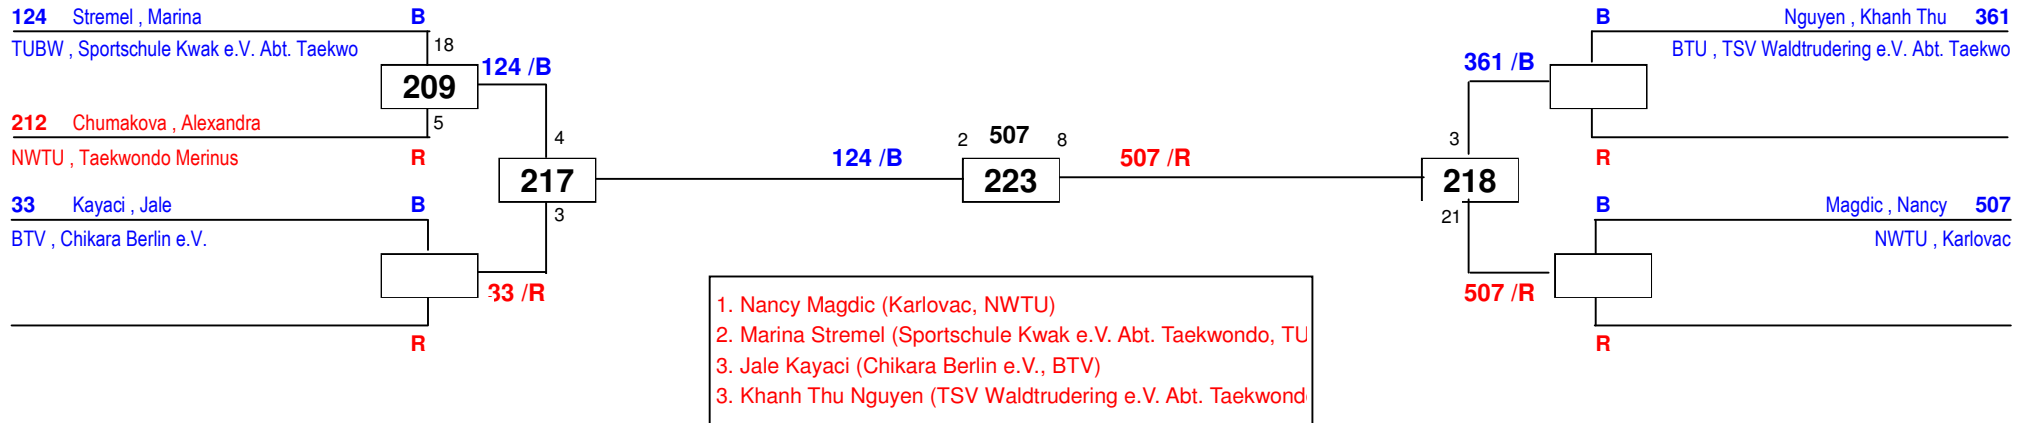 124 Stremel , Marina B
TUBW , Sportschule Kwak e.V. Abt. Taekwo
18
209
124 /B
5
212 Chumakova , Alexandra
NWTU , Taekwondo Merinus R
4
217
3
33 Kayaci , Jale B
BTV , Chikara Berlin e.V.
33 /R
R
124 /B
2 507 8
223
507 /R
B Nguyen , Khanh Thu 361
BTU , TSV Waldtrudering e.V. Abt. Taekwo
361 /B
R
3
218
21
B Magdic , Nancy 507
NWTU , Karlovac
507 /R
R
1. Nancy Magdic (Karlovac, NWTU)
2. Marina Stremel (Sportschule Kwak e.V. Abt. Taekwondo, TU
3. Jale Kayaci (Chikara Berlin e.V., BTV)
3. Khanh Thu Nguyen (TSV Waldtrudering e.V. Abt. Taekwond